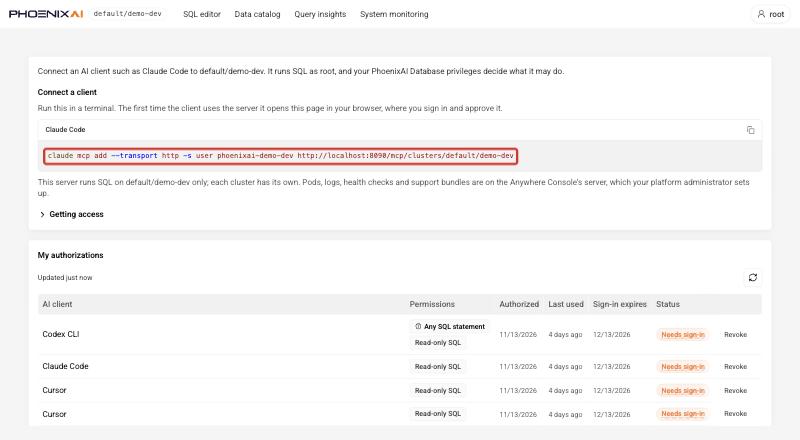 PHOENIXAI default/demo-dev SQL editor Data catalog Query insights System monitoring root
Connect an AI client such as Claude Code to default/demo-dev. It runs SQL as root, and your PhoenixAI Database privileges decide what it may do.
Connect a client
Run this in a terminal. The first time the client uses the server it opens this page in your browser, where you sign in and approve it.
Claude Code
claude mcp add --transport http -s user phoenixai-demo-dev http://localhost:8090/mcp/clusters/default/demo-dev
This server runs SQL on default/demo-dev only; each cluster has its own. Pods, logs, health checks and support bundles are on the Anywhere Console's server, which your platform administrator sets
up.
Getting access
My authorizations
Updated just now
AI client Permissions Authorized Last used Sign-in expires Status
Codex CLI Any SQL statement Read-only SQL 11/13/2026 4 days ago 12/13/2026 Needs sign-in Revoke
Claude Code Read-only SQL 11/13/2026 4 days ago 12/13/2026 Needs sign-in Revoke
Cursor Read-only SQL 11/13/2026 4 days ago 12/13/2026 Needs sign-in Revoke
Cursor Read-only SQL 11/13/2026 4 days ago 12/13/2026 Needs sign-in Revoke